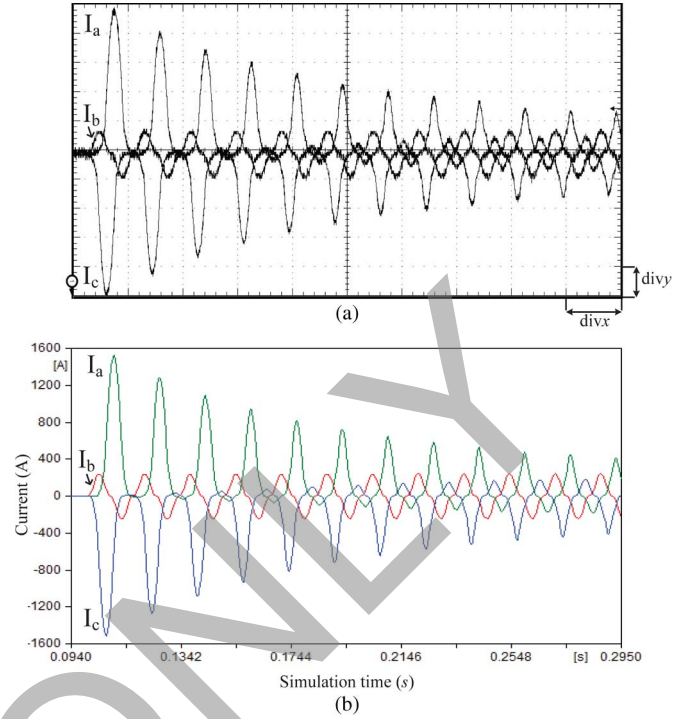 Ia
Ib
Ic
divy
divx
(a)
1600
[A]
1200
800
400
0
-400
-800
-1200
-1600
Current (A)
Ia
Ib
Ic
0.0940
0.1342
0.1744
0.2146
0.2548
[s]
0.2950
Simulation time (s)
(b)
ONLY